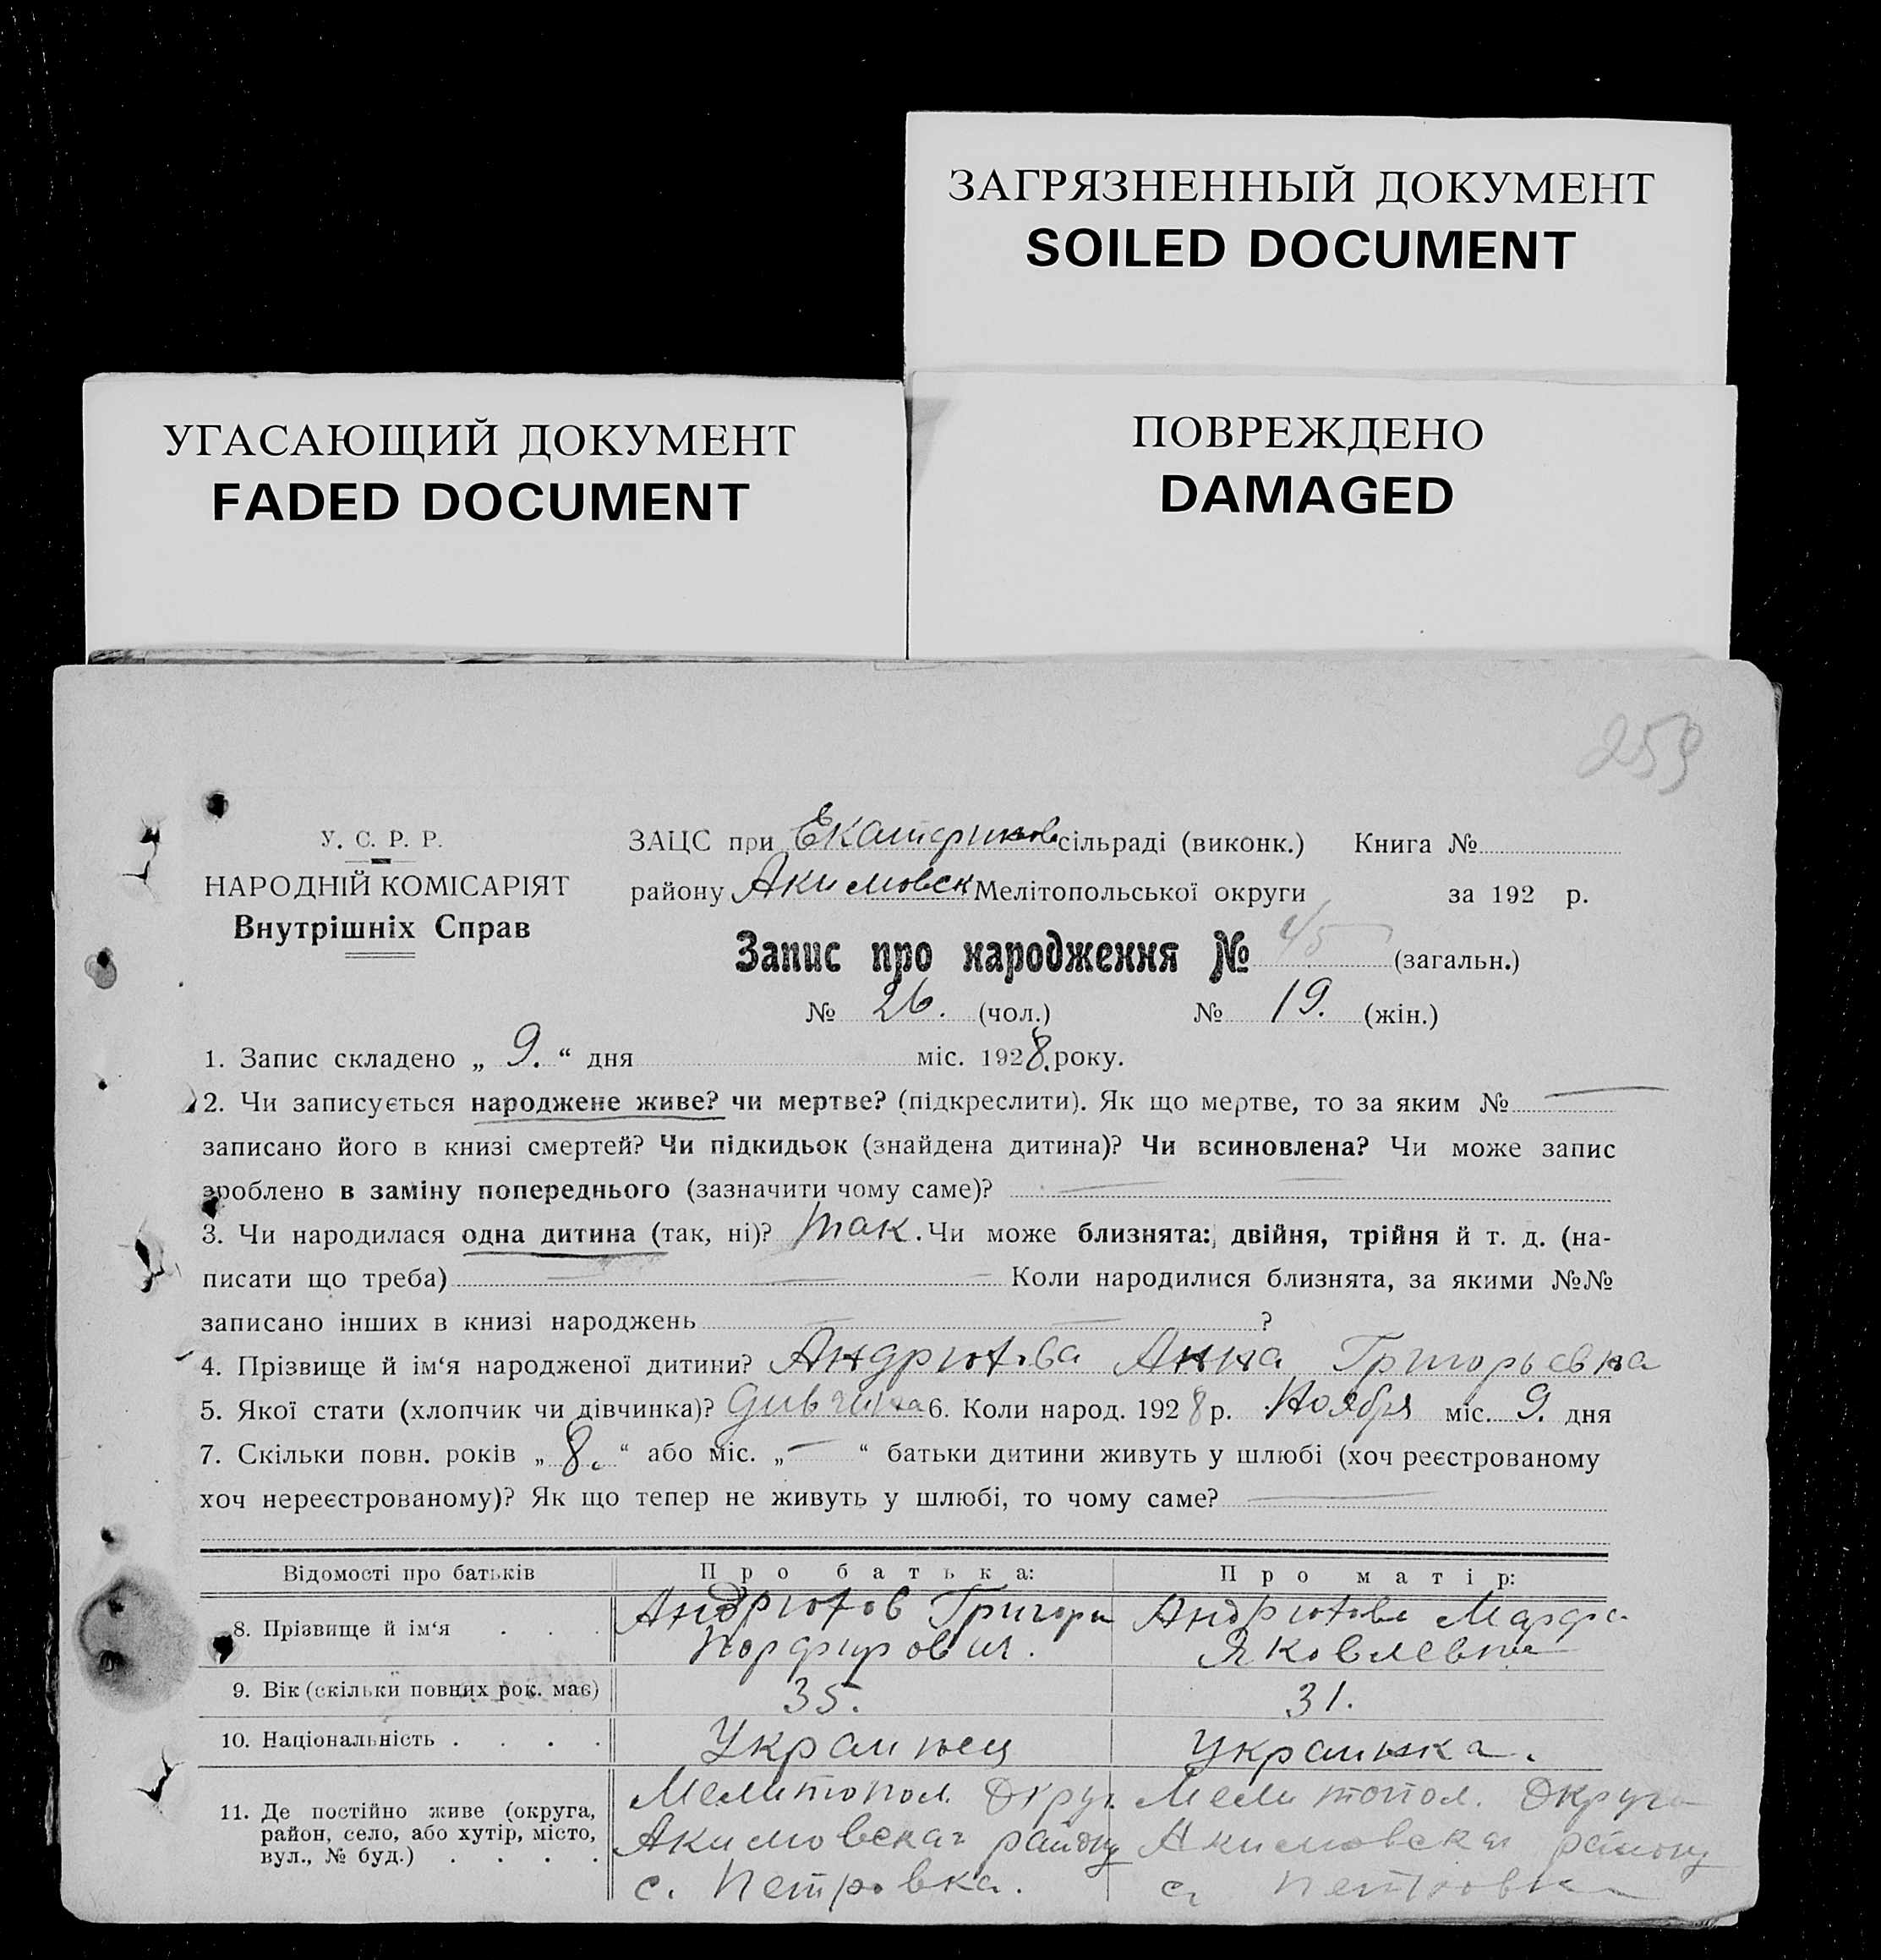 ЗАГРЯЗНЕННЫЙ ДОКУМЕНТ
SOILED DOCUMENT
УГАСАЮЩИЙ ДОКУМЕНТ
FADED DOCUMENT
ПОВРЕЖДЕНО
DAMAGED
259
У. С. Р. Р.
НАРОДНІЙ КОМІСАРІЯТ
Внутрішніх Справ
ЗАЦС при Екатеринов сільраді (виконк.) Книга №
району Акимовск Мелітопольської округи за 192 р.
Запис про народження № 45 (загальн.)
№ 26. (чол.) № 19. (жін.)
1. Запис складено „ 9. “ дня міс. 1928. року.
2. Чи записується народжене живе? чи мертве? (підкреслити). Як що мертве, то за яким № —
записано його в книзі смертей? Чи підкидьок (знайдена дитина)? Чи всиновлена? Чи може запис
зроблено в заміну попереднього (зазначити чому саме)? —
3. Чи народилася одна дитина (так, ні)? Так. Чи може близнята: двійня, трійня й т. д. (на-
писати що треба) — Коли народилися близнята, за якими №№
записано інших в книзі народжень — ?
4. Прізвище й ім‘я народженої дитини? Андрютова Анна Григорьевна
5. Якої стати (хлопчик чи дівчинка)? Дивчинка 6. Коли народ. 1928 р. Ноября міс. 9. дня
7. Скільки повн. років „ 8. “ або міс. „ — “ батьки дитини живуть у шлюбі (хоч реєстрованому
хоч нереєстрованому)? Як що тепер не живуть у шлюбі, то чому саме? —
Відомості про батьків Про батька: Про матір:
8. Прізвище й ім‘я . . . Андрютов Григори Андрютова Марфа
Порфирович. Яковлевна
9. Вік (скільки повних рок. має) 35. 31.
10. Національність . . . . Украинец Украинка.
11. Де постійно живе (округа, Мелитопол. Округ. Мелитопол. Округа
район, село, або хутір, місто, Акимовская району Акимовская району
вул., № буд.) . . . . с. Петровка. с. Петровка